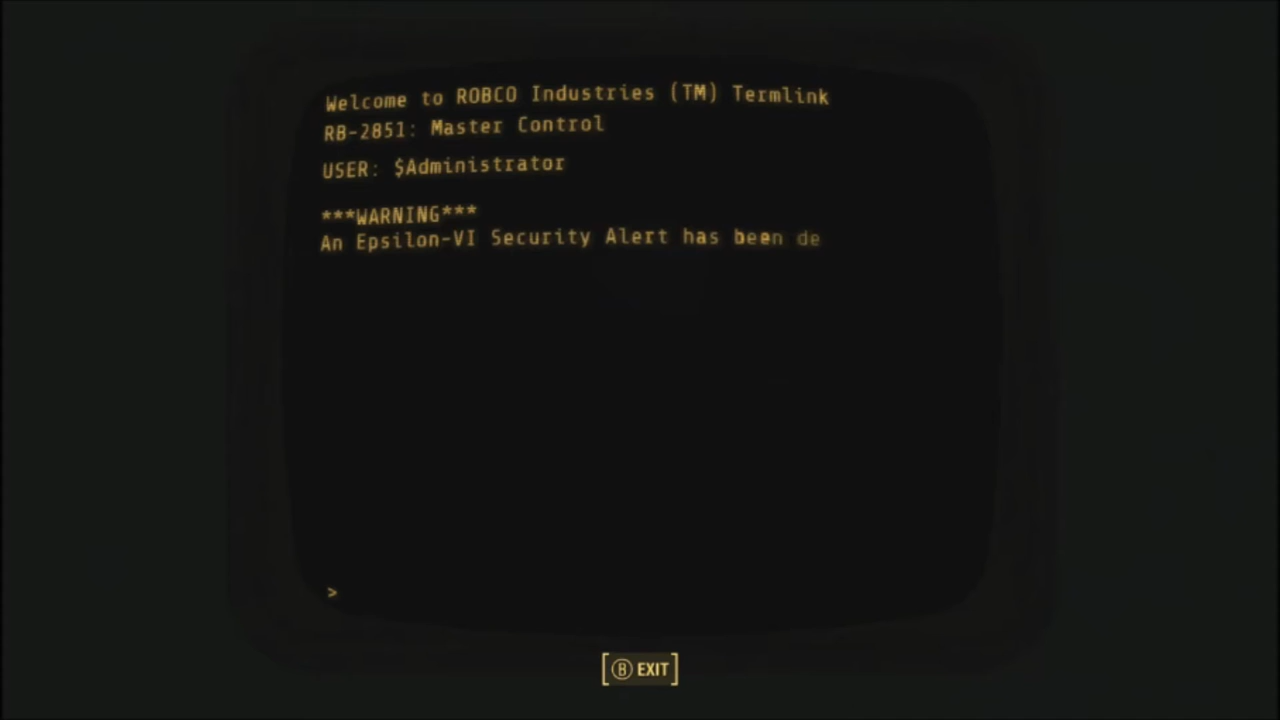 Welcome to ROBCO Industries (TM) Termlink
RB-2851: Master Control
USER: $Administrator
***WARNING***
An Epsilon-VI Security Alert has been de
>
[Ⓑ EXIT]